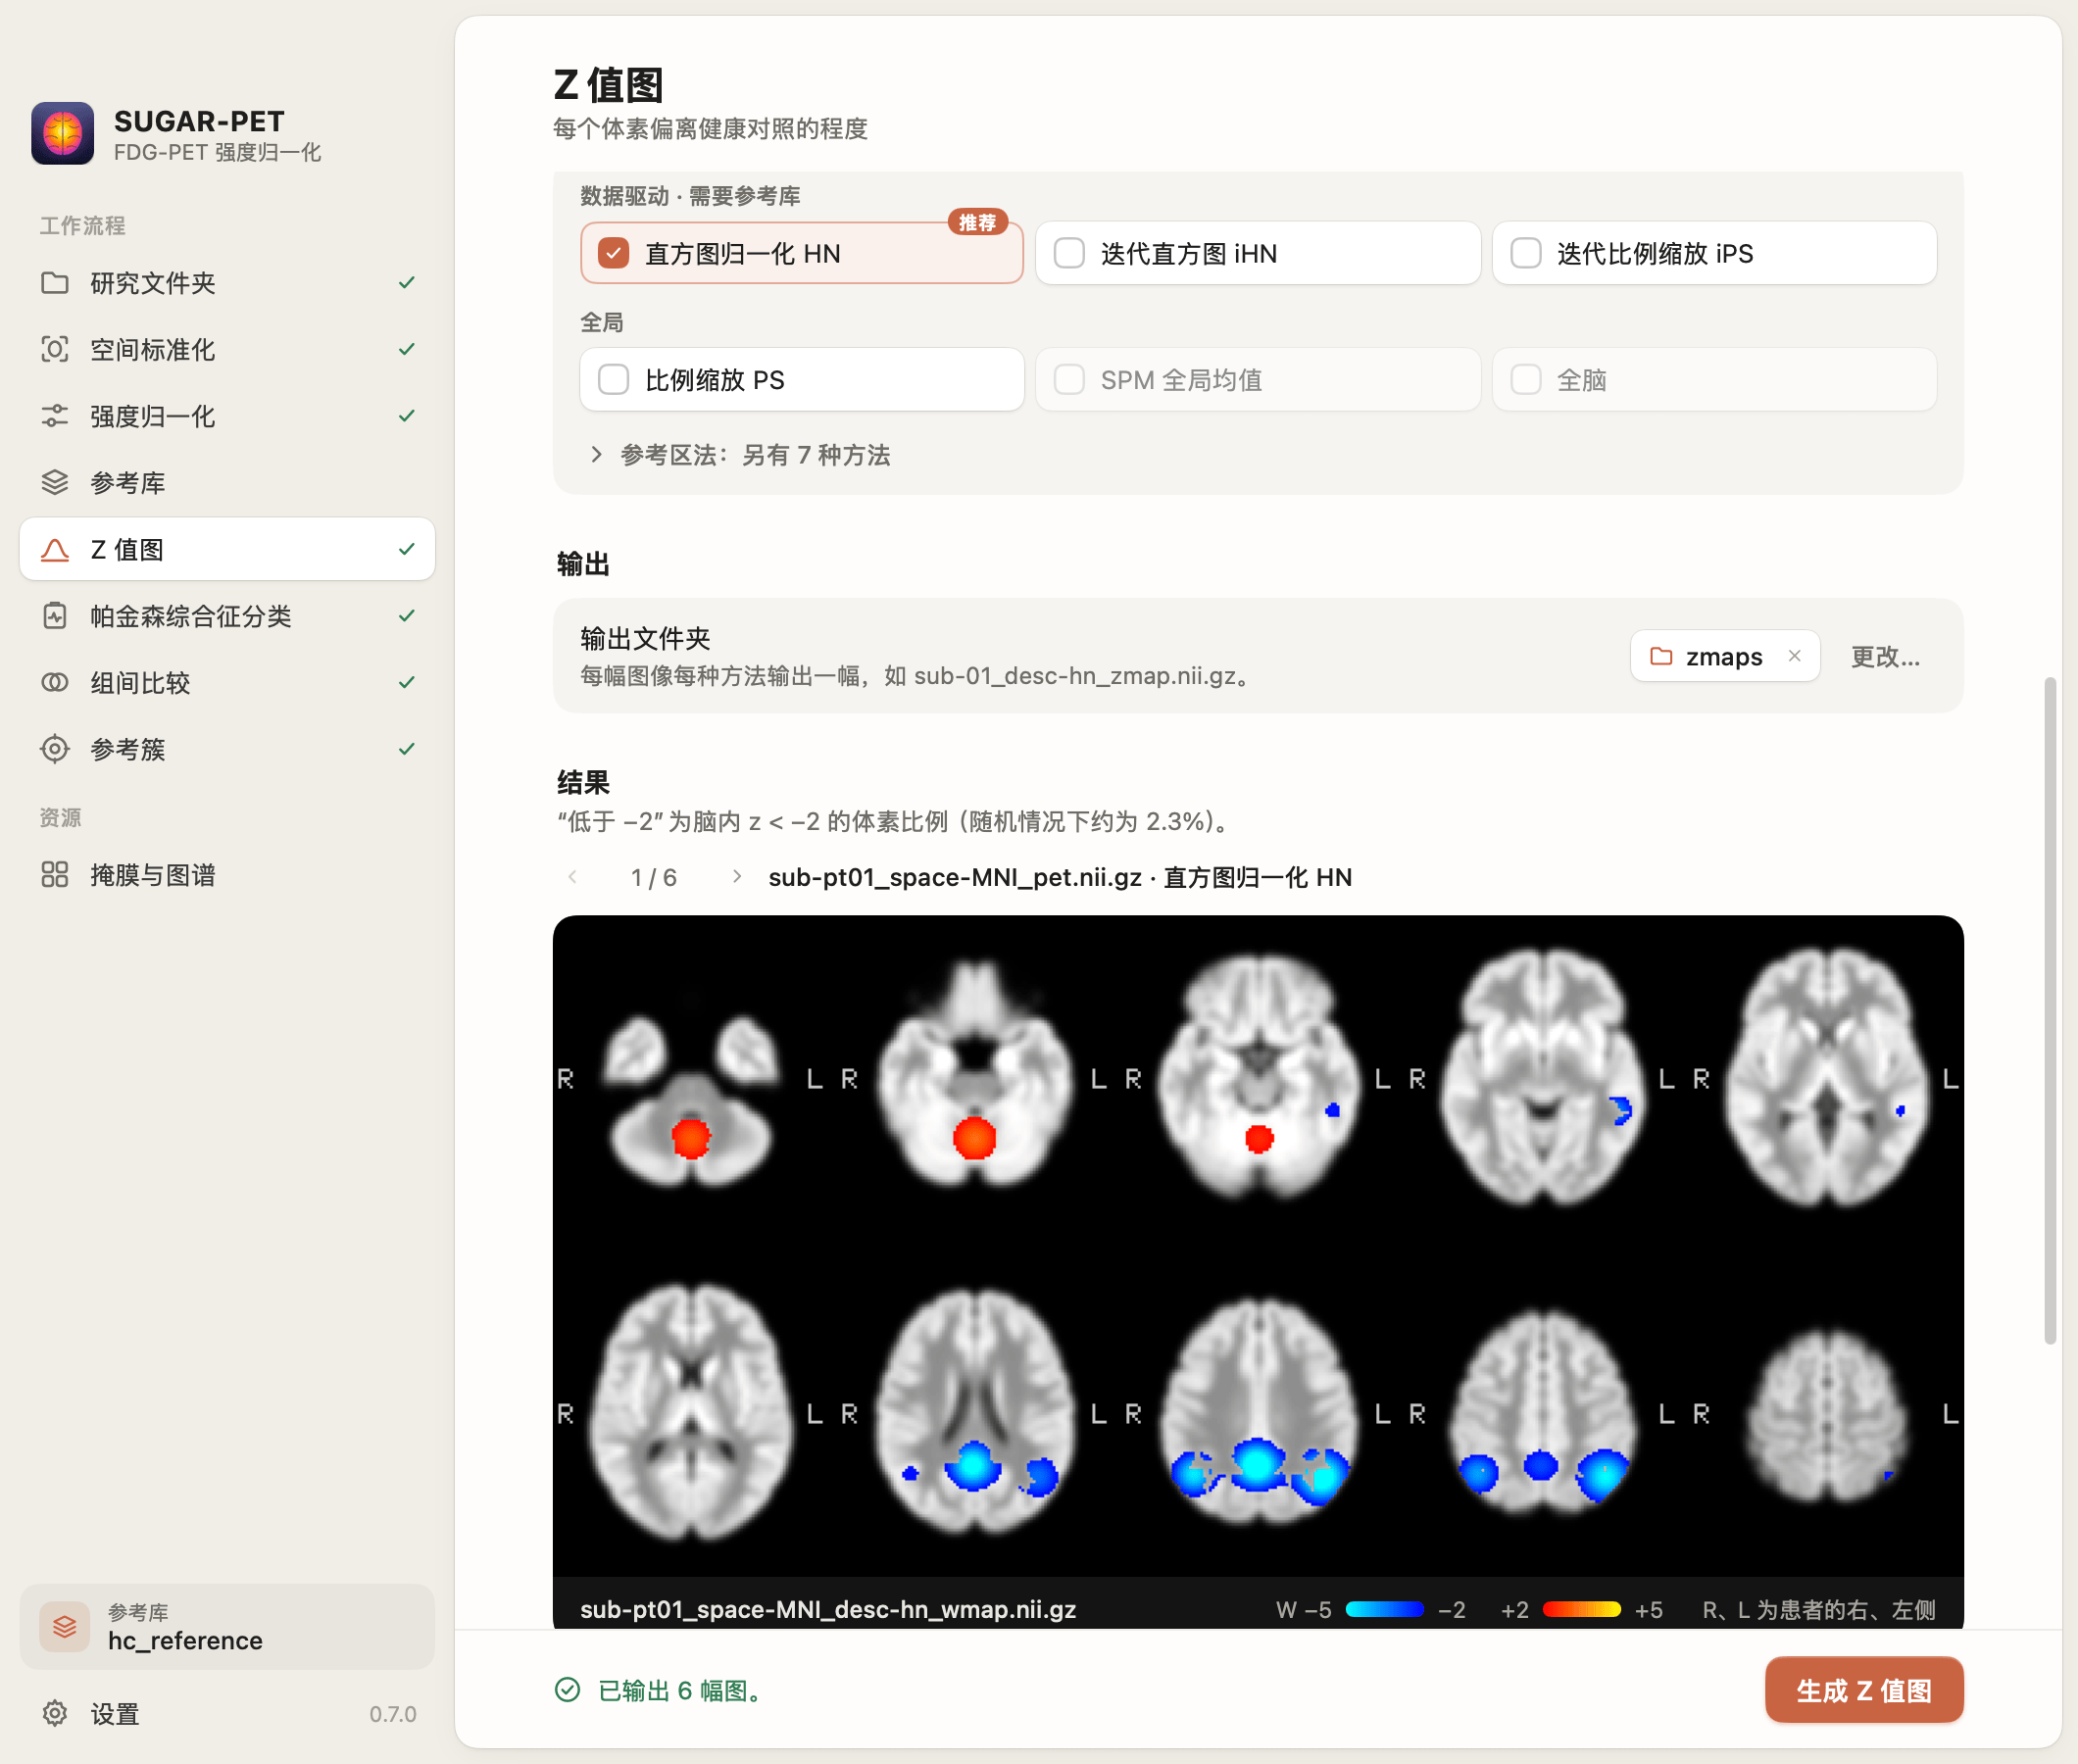 SUGAR-PET
FDG-PET 强度归一化
工作流程
研究文件夹
空间标准化
强度归一化
参考库
Z 值图
帕金森综合征分类
组间比较
参考簇
资源
掩膜与图谱
参考库
hc_reference
设置
0.7.0
Z 值图
每个体素偏离健康对照的程度
数据驱动 · 需要参考库
推荐
直方图归一化 HN
迭代直方图 iHN
迭代比例缩放 iPS
全局
比例缩放 PS
SPM 全局均值
全脑
参考区法：另有 7 种方法
输出
输出文件夹
每幅图像每种方法输出一幅，如 sub-01_desc-hn_zmap.nii.gz。
zmaps
更改...
结果
“低于 −2”为脑内 z < −2 的体素比例（随机情况下约为 2.3%）。
1 / 6
sub-pt01_space-MNI_pet.nii.gz · 直方图归一化 HN
R L R L R L R L R L
R L R L R L R L R L
sub-pt01_space-MNI_desc-hn_wmap.nii.gz
W −5 −2 +2 +5 R、L 为患者的右、左侧
已输出 6 幅图。
生成 Z 值图